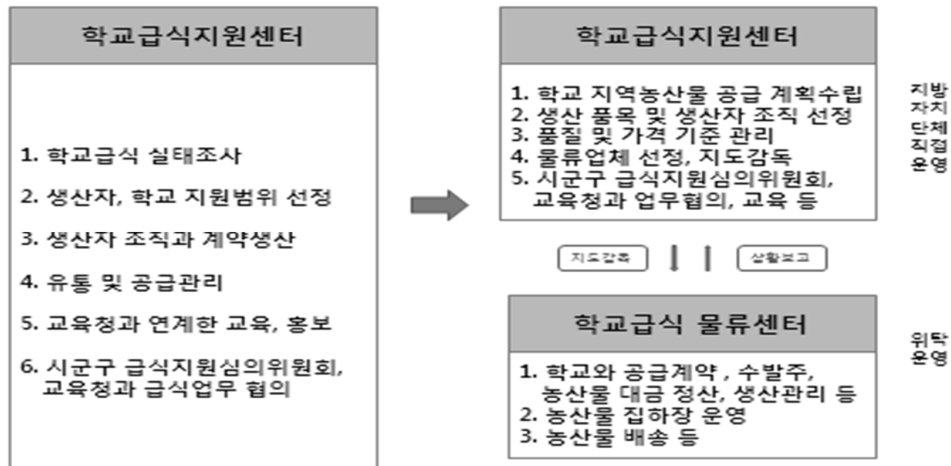 학교급식지원센터
1. 학교급식 실태조사
2. 생산자, 학교 지원범위 선정
3. 생산자 조직과 계약생산
4. 유통 및 공급관리
5. 교육청과 연계한 교육, 홍보
6. 시군구 급식지원심의위원회,
교육청과 급식업무 협의
학교급식지원센터
1. 학교 지역농산물 공급 계획수립
2. 생산 품목 및 생산자 조직 선정
3. 품질 및 가격 기준 관리
4. 물류업체 선정, 지도감독
5. 시군구 급식지원심의위원회,
교육청과 업무협의, 교육 등
지방
자치
단체
직접
운영
지도감독
상황보고
학교급식 물류센터
1. 학교와 공급계약 , 수발주,
농산물 대금 정산, 생산관리 등
2. 농산물 집하장 운영
3. 농산물 배송 등
위탁
운영